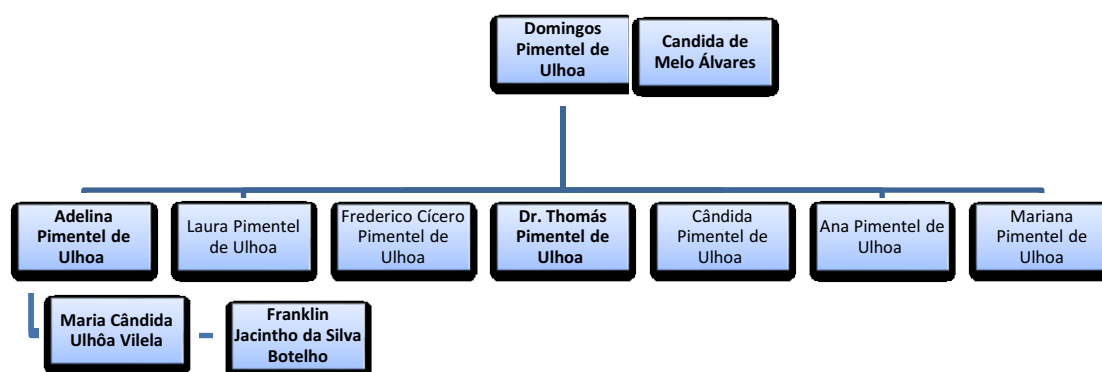 Domingos
Pimentel de
Ulhoa
Candida de
Melo Álvares
Adelina
Pimentel de
Ulhoa
Laura Pimentel
de Ulhoa
Frederico Cícero
Pimentel de
Ulhoa
Dr. Thomás
Pimentel de
Ulhoa
Cândida
Pimentel de
Ulhoa
Ana Pimentel de
Ulhoa
Mariana
Pimentel de
Ulhoa
Maria Cândida
Ulhôa Vilela
Franklin
Jacintho da Silva
Botelho